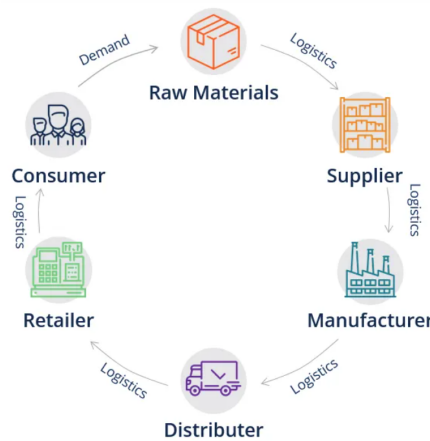 Demand
Logistics
Raw Materials
Consumer
Supplier
Logistics
Logistics
Retailer
Manufacturer
Logistics
Logistics
Distributer